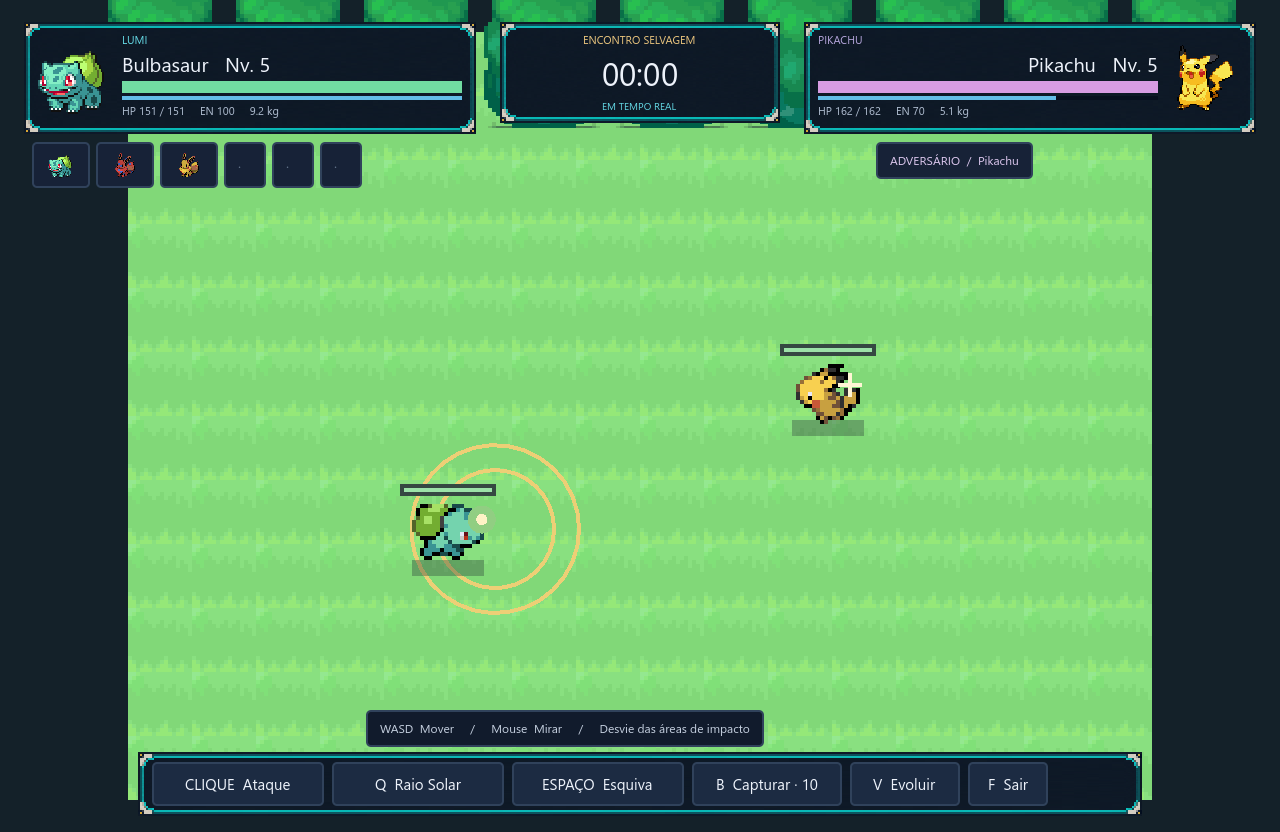 LUMI
Bulbasaur Nv. 5
HP 151 / 151 EN 100 9.2 kg
ENCONTRO SELVAGEM
00:00
EM TEMPO REAL
PIKACHU
Pikachu Nv. 5
HP 162 / 162 EN 70 5.1 kg
ADVERSÁRIO / Pikachu
WASD Mover / Mouse Mirar / Desvie das áreas de impacto
CLIQUE Ataque
Q Raio Solar
ESPAÇO Esquiva
B Capturar · 10
V Evoluir
F Sair